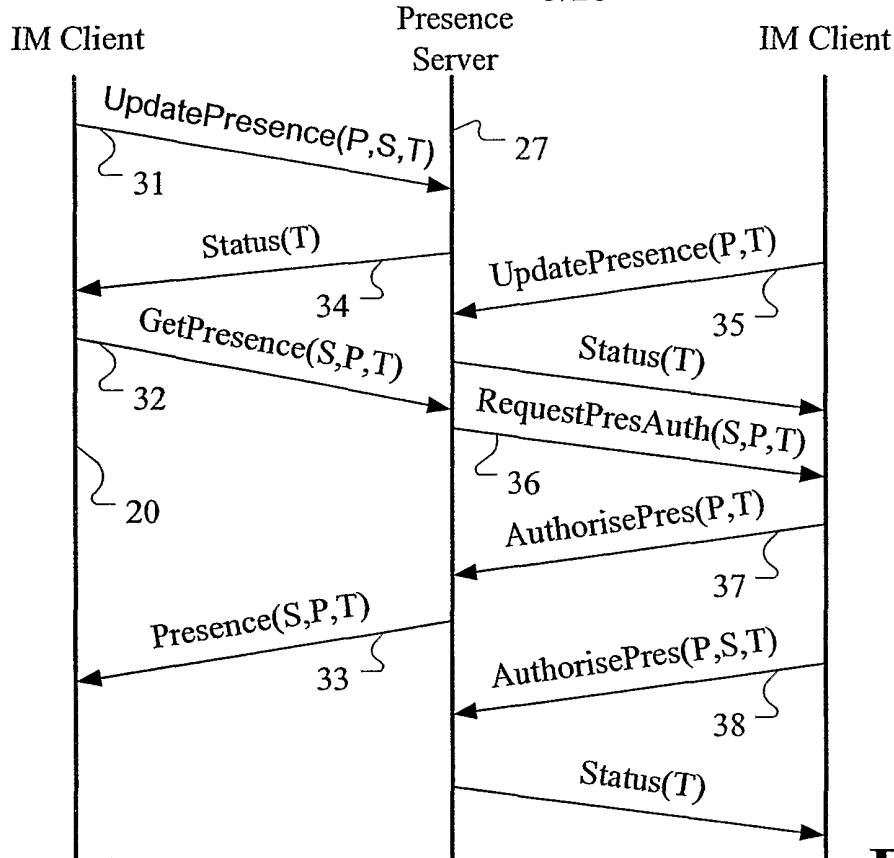 IM Client
Presence
Server
IM Client
UpdatePresence(P,S,T)
27
31
Status(T)
UpdatePresence(P,T)
34
35
GetPresence(S,P,T)
Status(T)
32
RequestPresAuth(S,P,T)
36
20
AuthorisePres(P,T)
37
Presence(S,P,T)
33
AuthorisePres(P,S,T)
38
Status(T)